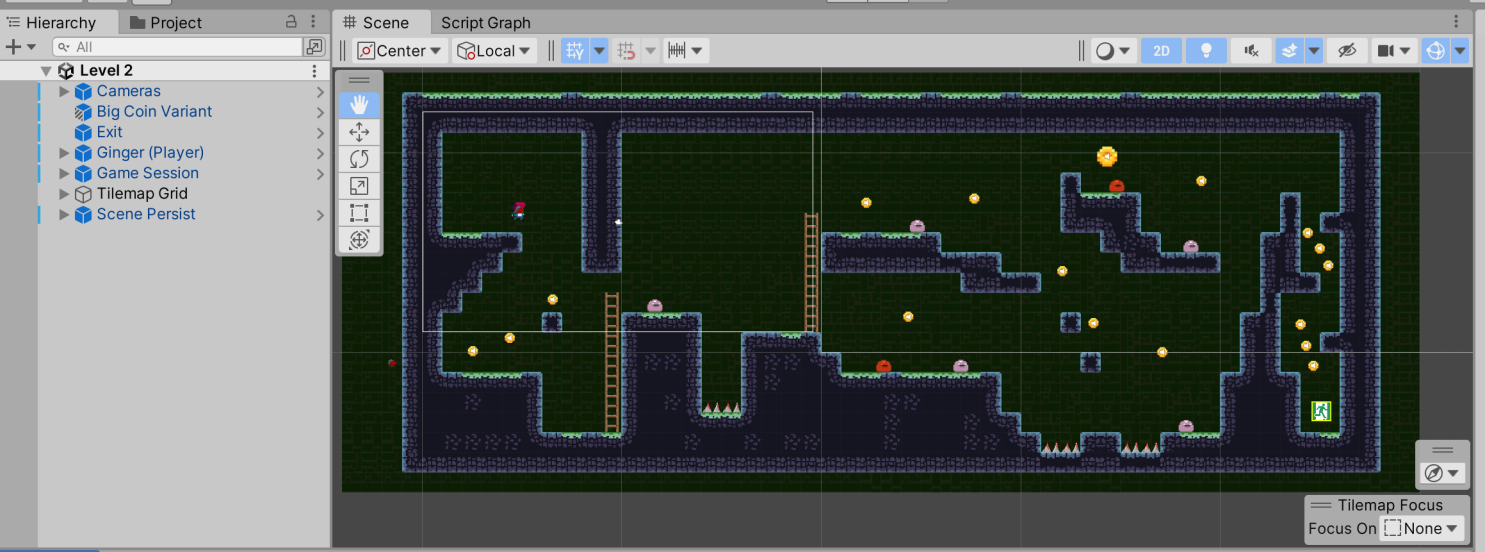 Hierarchy
Project
All
Level 2
Cameras
Big Coin Variant
Exit
Ginger (Player)
Game Session
Tilemap Grid
Scene Persist
Scene
Script Graph
Center
Local
2D
Tilemap Focus
Focus On
None